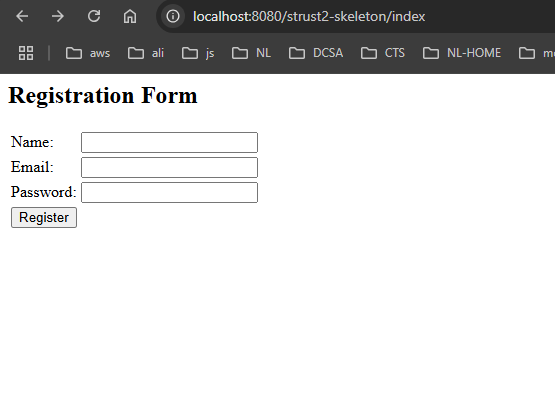 localhost:8080/strust2-skeleton/index
aws ali js NL DCSA CTS NL-HOME
Registration Form
Name:
Email:
Password:
Register